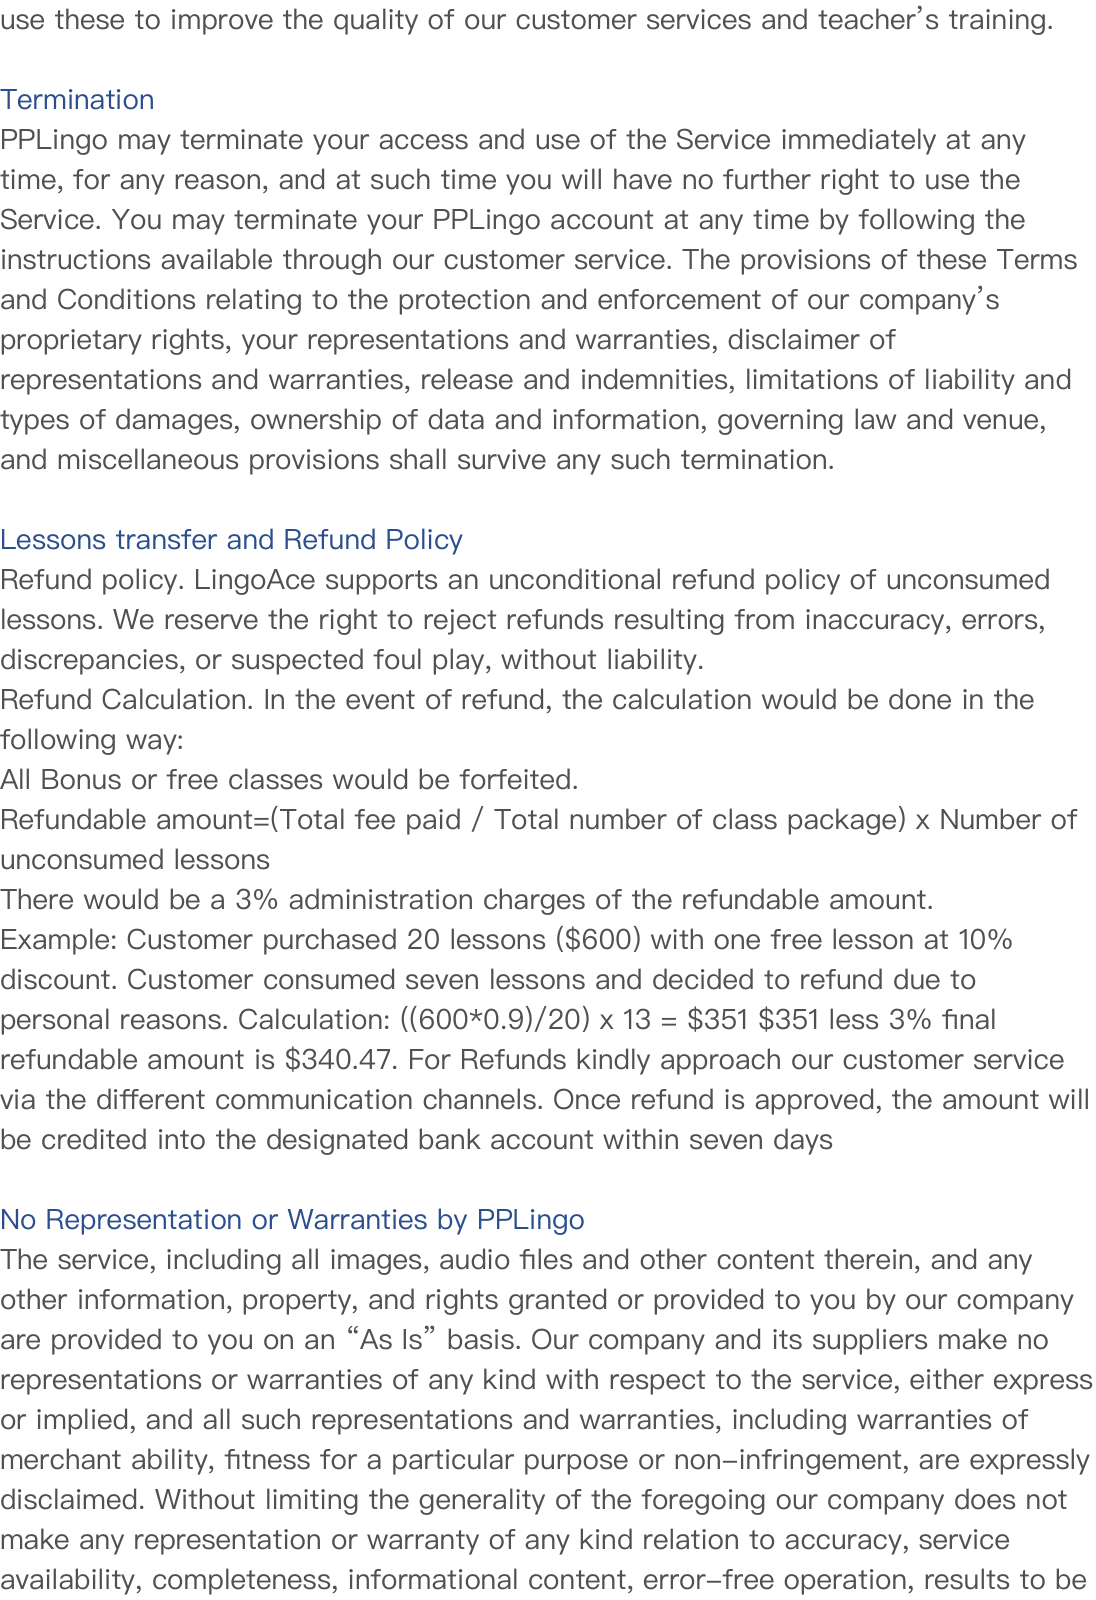 use these to improve the quality of our customer services and teacher’s training.
Termination
PPLingo may terminate your access and use of the Service immediately at any
time, for any reason, and at such time you will have no further right to use the
Service. You may terminate your PPLingo account at any time by following the
instructions available through our customer service. The provisions of these Terms
and Conditions relating to the protection and enforcement of our company’s
proprietary rights, your representations and warranties, disclaimer of
representations and warranties, release and indemnities, limitations of liability and
types of damages, ownership of data and information, governing law and venue,
and miscellaneous provisions shall survive any such termination.
Lessons transfer and Refund Policy
Refund policy. LingoAce supports an unconditional refund policy of unconsumed
lessons. We reserve the right to reject refunds resulting from inaccuracy, errors,
discrepancies, or suspected foul play, without liability.
Refund Calculation. In the event of refund, the calculation would be done in the
following way:
All Bonus or free classes would be forfeited.
Refundable amount=(Total fee paid / Total number of class package) x Number of
unconsumed lessons
There would be a 3% administration charges of the refundable amount.
Example: Customer purchased 20 lessons ($600) with one free lesson at 10%
discount. Customer consumed seven lessons and decided to refund due to
personal reasons. Calculation: ((600*0.9)/20) x 13 = $351 $351 less 3% final
refundable amount is $340.47. For Refunds kindly approach our customer service
via the different communication channels. Once refund is approved, the amount will
be credited into the designated bank account within seven days
No Representation or Warranties by PPLingo
The service, including all images, audio files and other content therein, and any
other information, property, and rights granted or provided to you by our company
are provided to you on an “As Is” basis. Our company and its suppliers make no
representations or warranties of any kind with respect to the service, either express
or implied, and all such representations and warranties, including warranties of
merchant ability, fitness for a particular purpose or non-infringement, are expressly
disclaimed. Without limiting the generality of the foregoing our company does not
make any representation or warranty of any kind relation to accuracy, service
availability, completeness, informational content, error-free operation, results to be